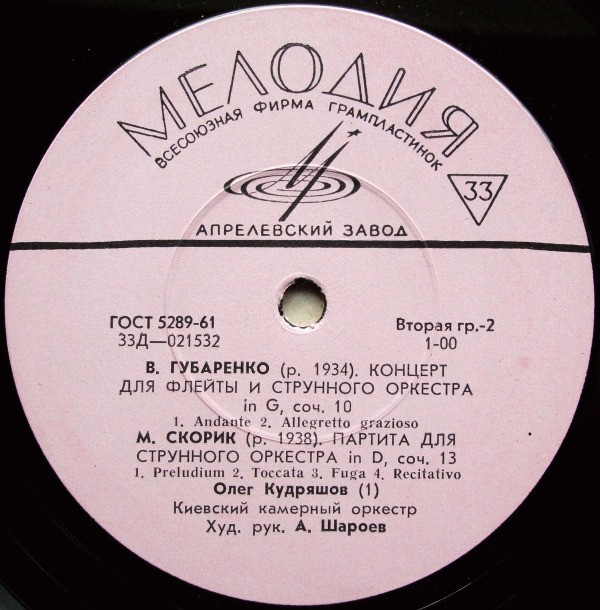 МЕЛОДИЯ
ВСЕСОЮЗНАЯ ФИРМА ГРАМПЛАСТИНОК
33
АПРЕЛЕВСКИЙ ЗАВОД
ГОСТ 5289-61
33Д—021532
Вторая гр.-2
1-00
В. ГУБАРЕНКО (р. 1934). КОНЦЕРТ
ДЛЯ ФЛЕЙТЫ И СТРУННОГО ОРКЕСТРА
in G, соч. 10
1. Andante 2. Allegretto grazioso
М. СКОРИК (р. 1938). ПАРТИТА ДЛЯ
СТРУННОГО ОРКЕСТРА in D, соч. 13
1. Preludium 2. Toccata 3. Fuga 4. Recitativo
Олег Кудряшов (1)
Киевский камерный оркестр
Худ. рук. А. Шароев